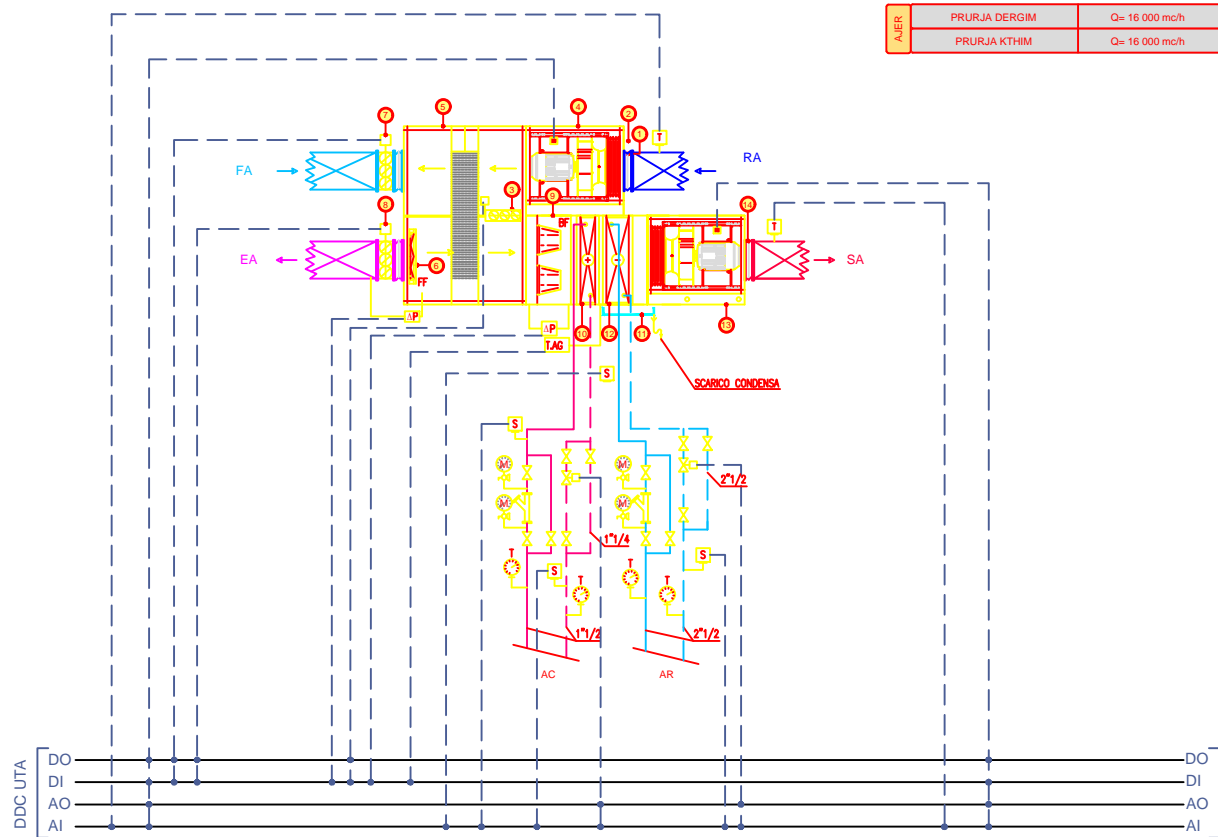 AJER
PRURJA DERGIM Q= 16 000 mc/h
PRURJA KTHIM Q= 16 000 mc/h
5 4 2 1
7
T
FA
RA
3
8 9 14
BF
T
EA
6
FF
SA
ΔP
ΔP
10 12 11 13
T.AG
S
SCARICO CONDENSA
S
M M
2"1/2
M M
1"1/4
T
S
S
T
T
T
1"1/2
2"1/2
AC AR
DDC UTA
DO DO
DI DI
AO AO
AI AI